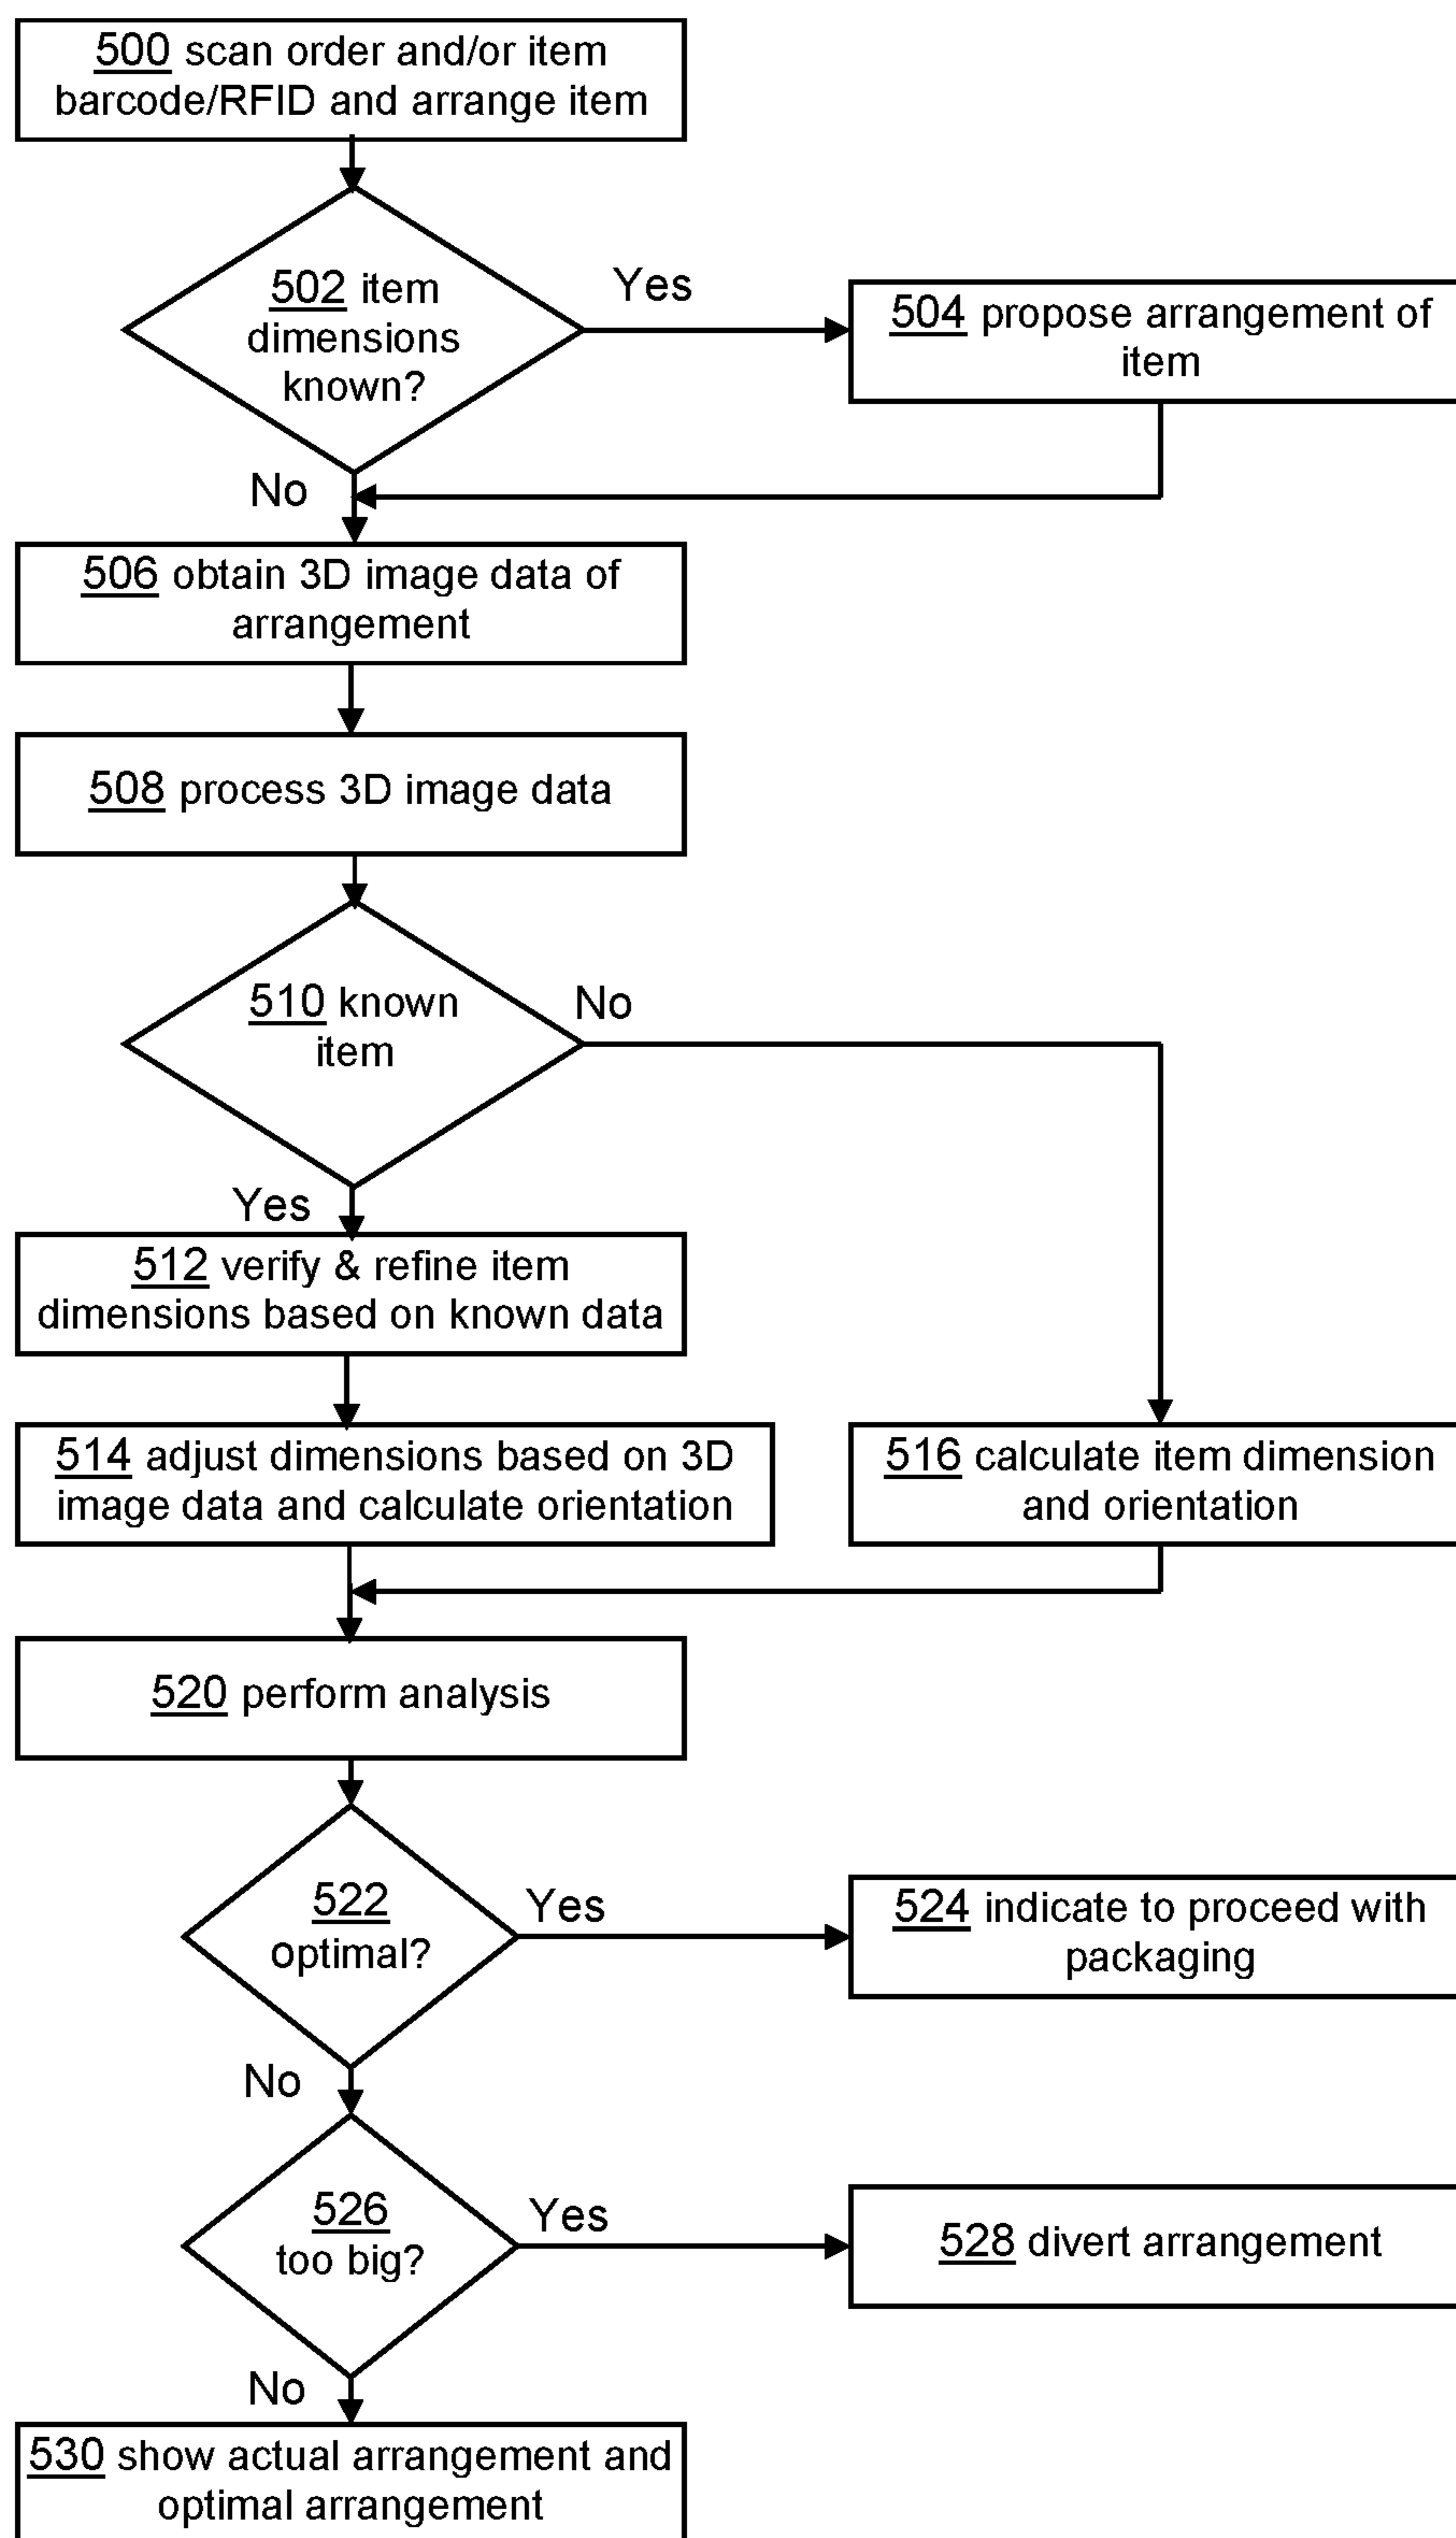 500 scan order and/or item
barcode/RFID and arrange item
502 item
dimensions
known?
Yes
504 propose arrangement of
item
No
506 obtain 3D image data of
arrangement
508 process 3D image data
510 known
item
No
Yes
512 verify & refine item
dimensions based on known data
514 adjust dimensions based on 3D
image data and calculate orientation
516 calculate item dimension
and orientation
520 perform analysis
522
optimal?
Yes
524 indicate to proceed with
packaging
No
526
too big?
Yes
528 divert arrangement
No
530 show actual arrangement and
optimal arrangement